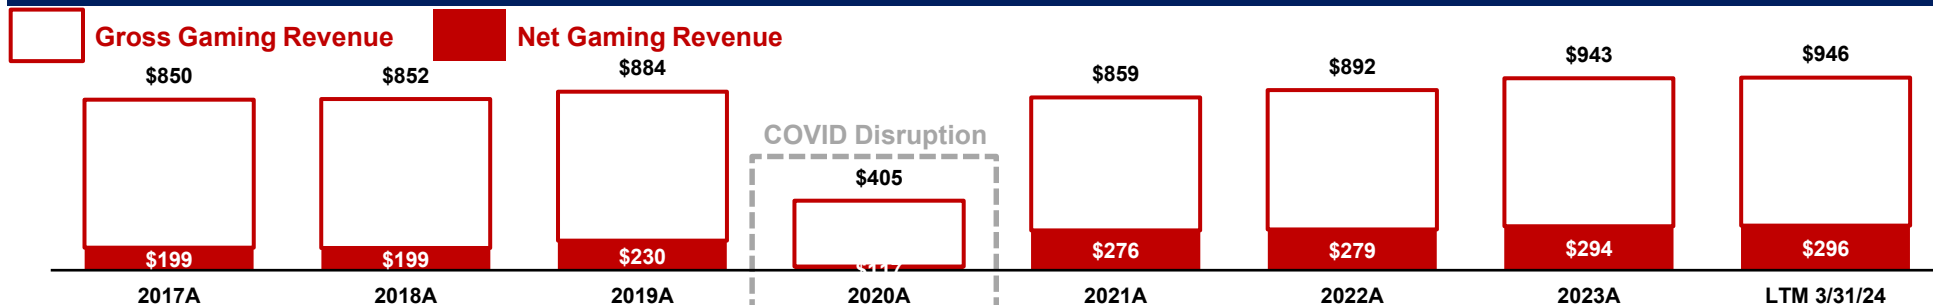 Gross Gaming Revenue Net Gaming Revenue
$850 $852 $884 $859 $892 $943 $946
COVID Disruption
$405
$199 $199 $230 $117 $276 $279 $294 $296
2017A 2018A 2019A 2020A 2021A 2022A 2023A LTM 3/31/24